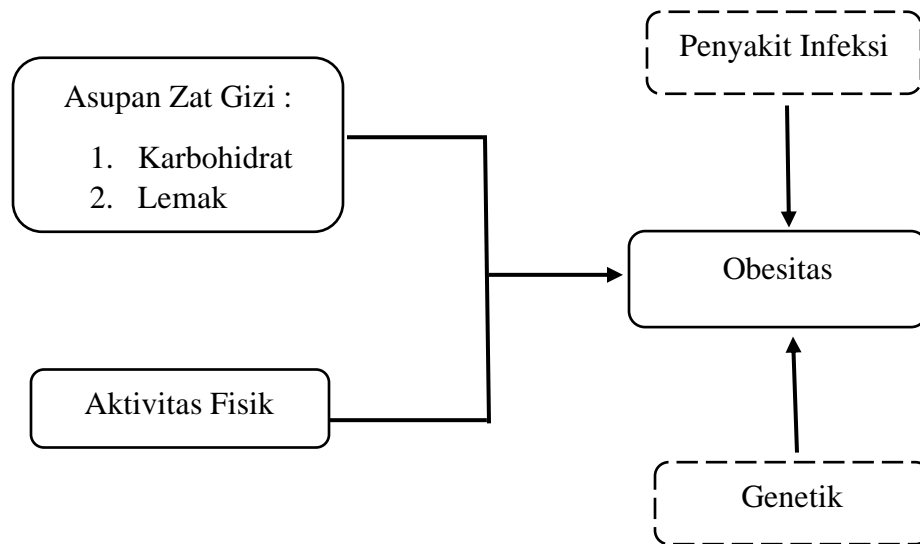 Penyakit Infeksi
Asupan Zat Gizi :
1. Karbohidrat
2. Lemak
Obesitas
Aktivitas Fisik
Genetik